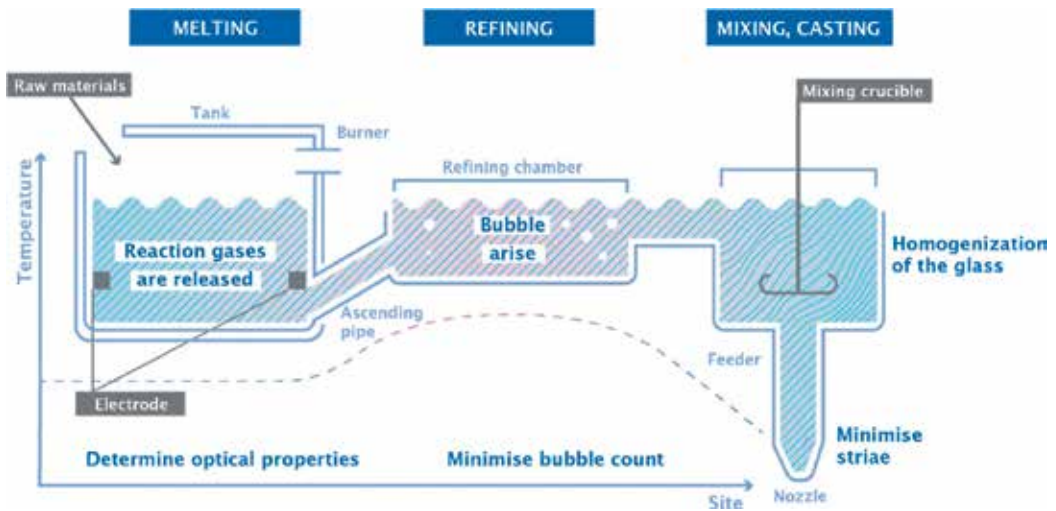 MELTING
REFINING
MIXING, CASTING
Raw materials
Mixing crucible
Tank
Burner
Refining chamber
Temperature
Bubble
arise
Reaction gases
are released
Homogenization
of the glass
Ascending
pipe
Feeder
Electrode
Minimise
striae
Determine optical properties
Minimise bubble count
Site
Nozzle